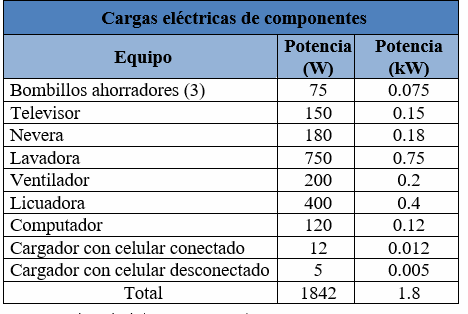 Cargas eléctricas de componentes
Equipo Potencia (W) Potencia (kW)
Bombillos ahorradores (3) 75 0.075
Televisor 150 0.15
Nevera 180 0.18
Lavadora 750 0.75
Ventilador 200 0.2
Licuadora 400 0.4
Computador 120 0.12
Cargador con celular conectado 12 0.012
Cargador con celular desconectado 5 0.005
Total 1842 1.8